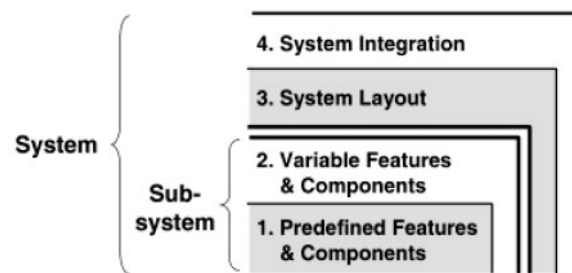 4. System Integration
3. System Layout
System
2. Variable Features
& Components
Sub-
system
1. Predefined Features
& Components